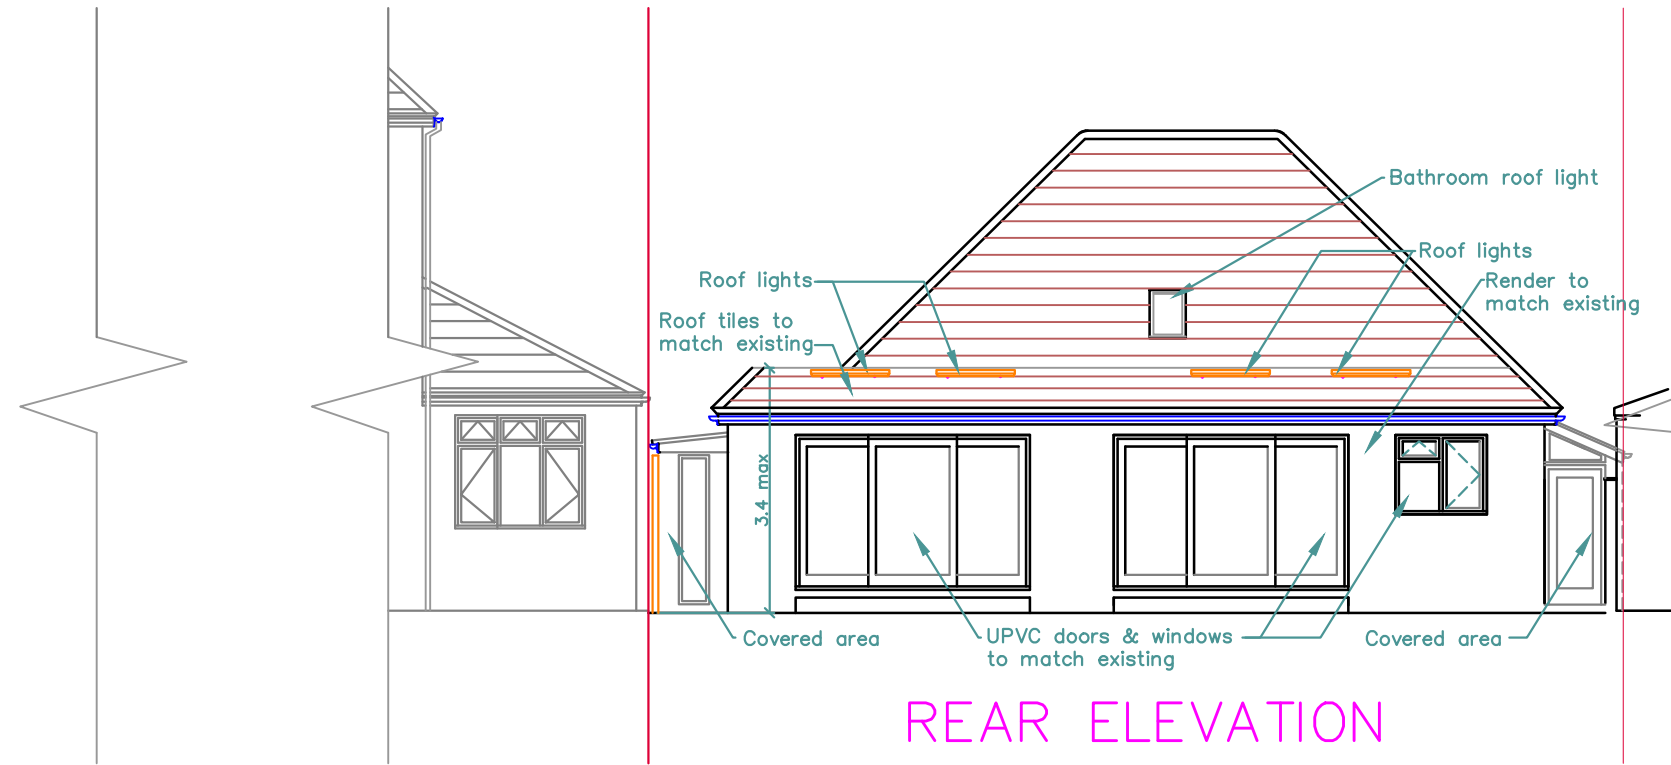 Bathroom roof light
Roof lights
Roof lights
Render to
match existing
Roof tiles to
match existing
3.4 max
Covered area
UPVC doors & windows
to match existing
Covered area
REAR ELEVATION